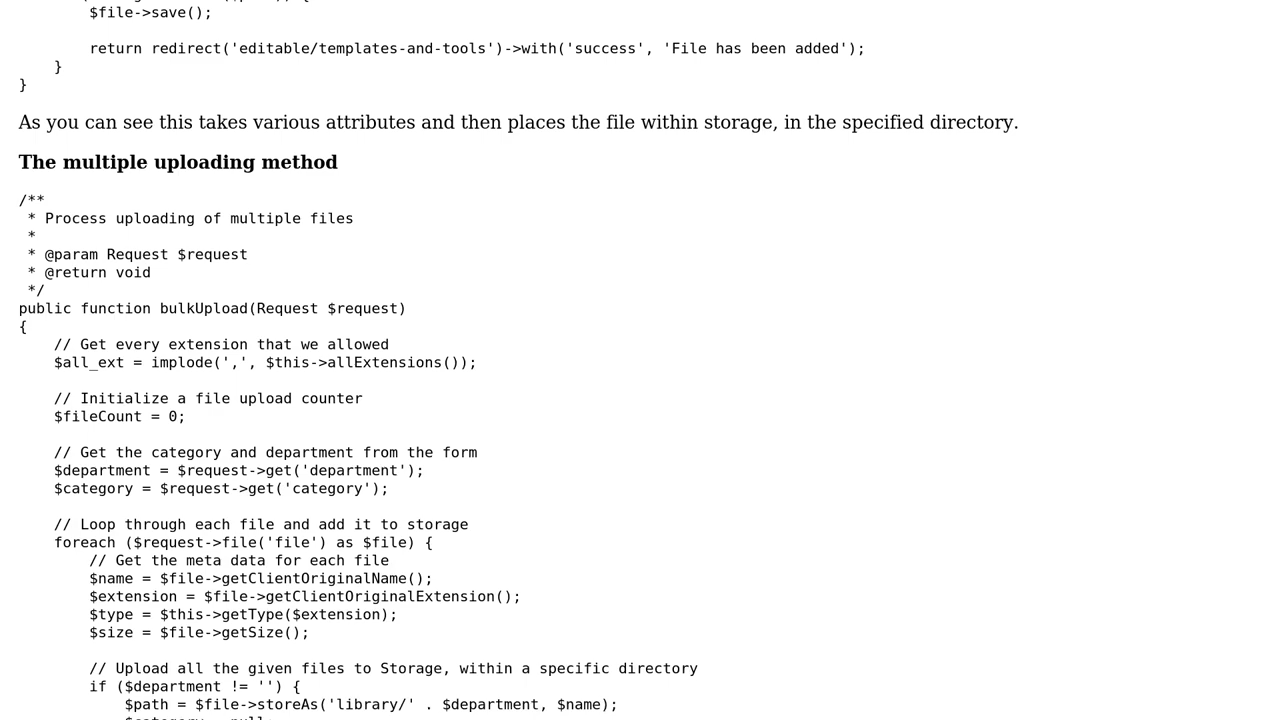 $file->save();

        return redirect('editable/templates-and-tools')->with('success', 'File has been added');
    }
}
As you can see this takes various attributes and then places the file within storage, in the specified directory.
The multiple uploading method
/**
 * Process uploading of multiple files
 *
 * @param Request $request
 * @return void
 */
public function bulkUpload(Request $request)
{
    // Get every extension that we allowed
    $all_ext = implode(',', $this->allExtensions());

    // Initialize a file upload counter
    $fileCount = 0;

    // Get the category and department from the form
    $department = $request->get('department');
    $category = $request->get('category');

    // Loop through each file and add it to storage
    foreach ($request->file('file') as $file) {
        // Get the meta data for each file
        $name = $file->getClientOriginalName();
        $extension = $file->getClientOriginalExtension();
        $type = $this->getType($extension);
        $size = $file->getSize();

        // Upload all the given files to Storage, within a specific directory
        if ($department != '') {
            $path = $file->storeAs('library/' . $department, $name);